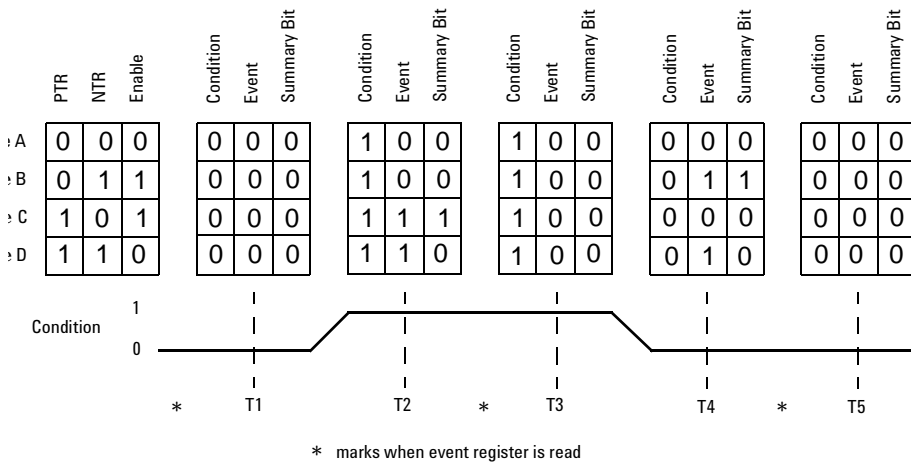 PTR NTR Enable Condition Event Summary Bit Condition Event Summary Bit Condition Event Summary Bit Condition Event Summary Bit Condition Event Summary Bit
A 0 0 0 0 0 0 1 0 0 1 0 0 0 0 0 0 0 0
B 0 1 1 0 0 0 1 0 0 1 0 0 0 1 1 0 0 0
C 1 0 1 0 0 0 1 1 1 1 0 0 0 0 0 0 0 0
D 1 1 0 0 0 0 1 1 0 1 0 0 0 1 0 0 0 0
1
Condition
0
* T1 T2 * T3 T4 * T5
* marks when event register is read